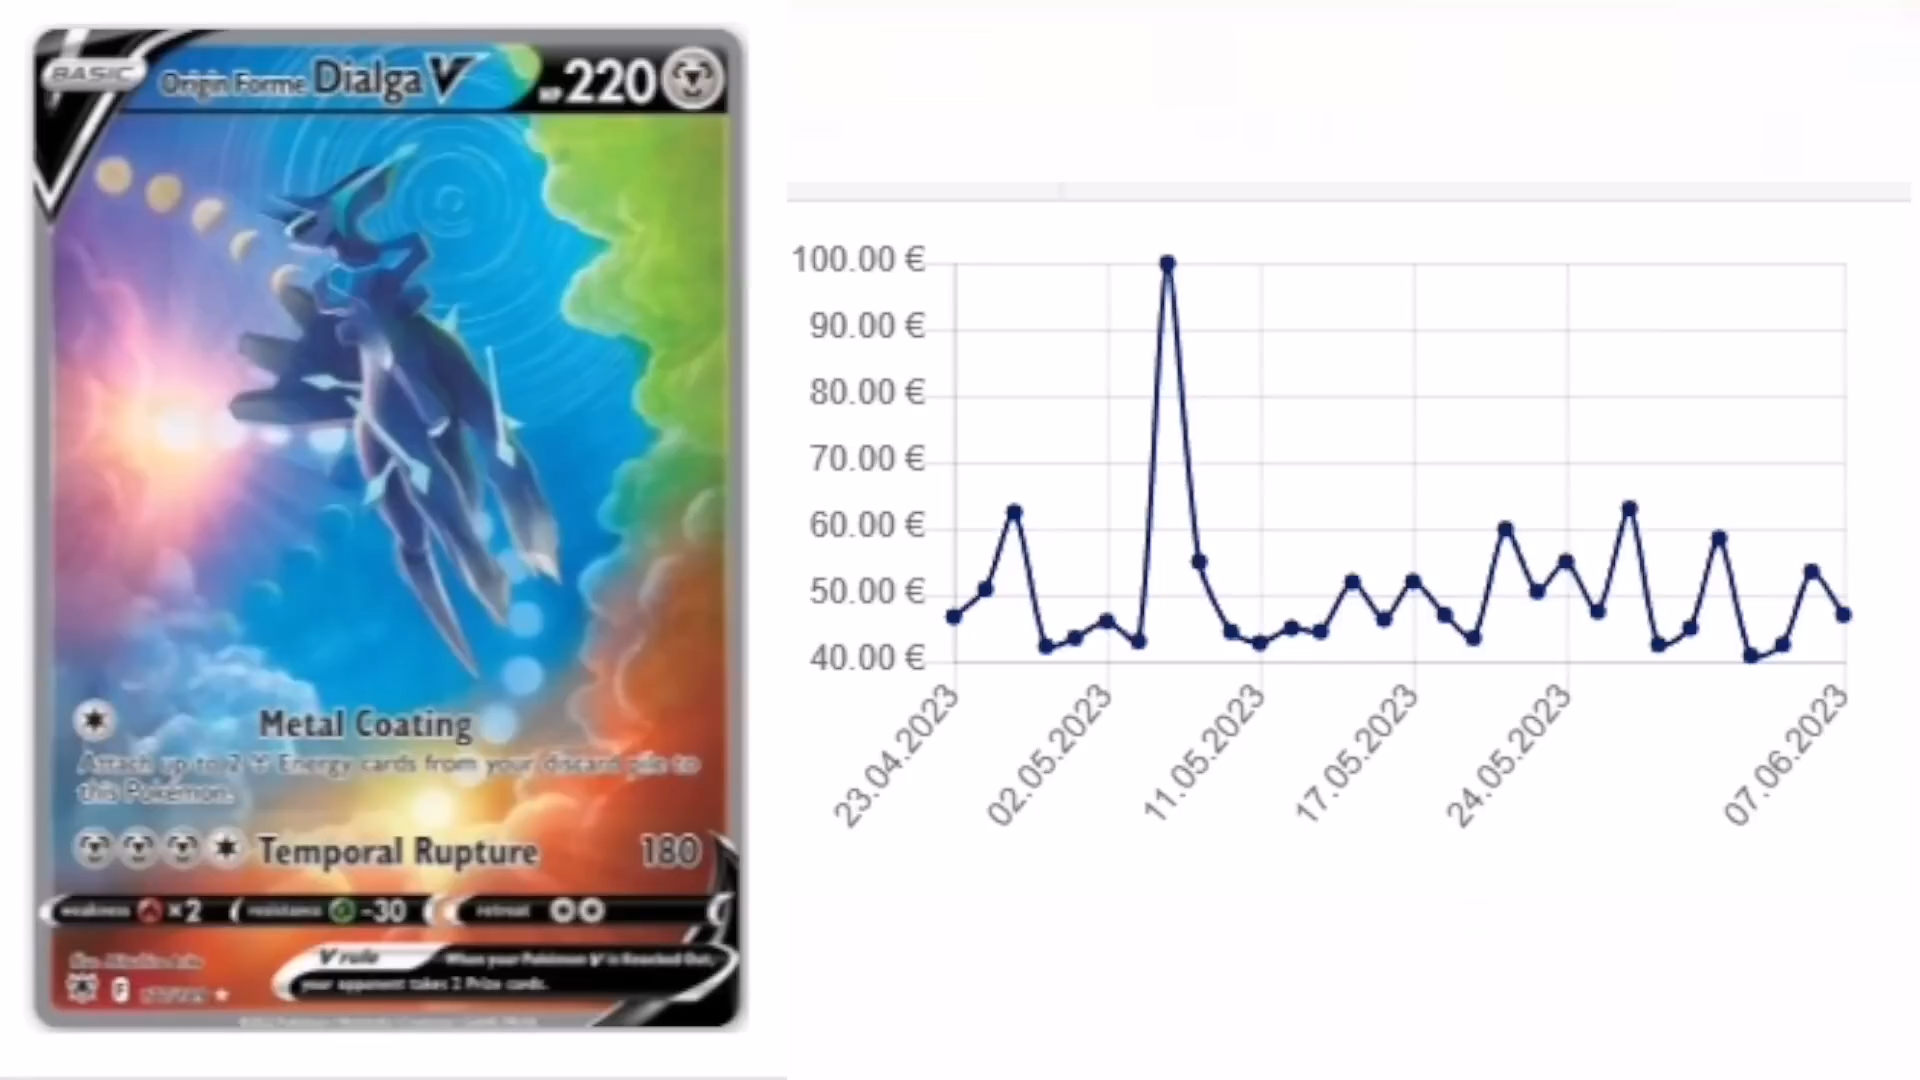 BASIC
Origin Forme Dialga V HP 220
Metal Coating
Attach up to 2 Energy cards from your discard pile to
this Pokémon.
Temporal Rupture 180
weakness ×2 resistance -30 retreat
V rule When your Pokémon V is Knocked Out,
your opponent takes 2 Prize cards.
F
100.00 €
90.00 €
80.00 €
70.00 €
60.00 €
50.00 €
40.00 €
23.04.2023
02.05.2023
11.05.2023
17.05.2023
24.05.2023
07.06.2023